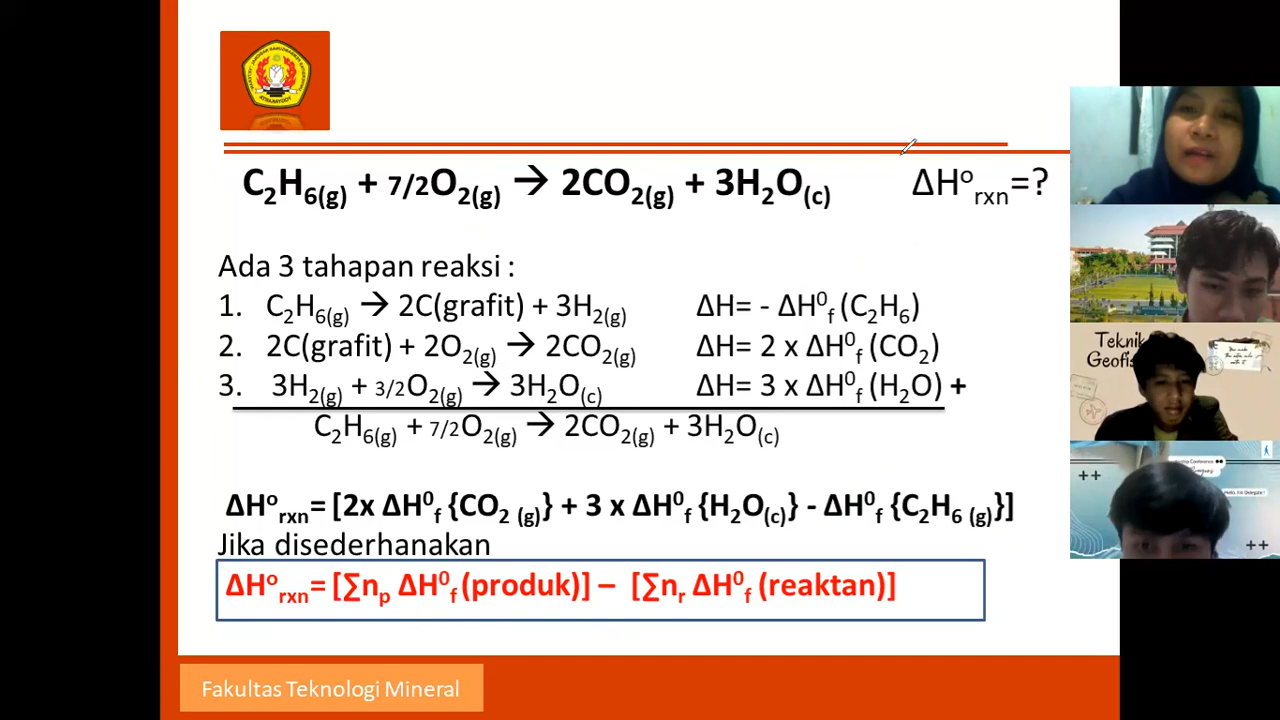 C₂H₆(g) + 7/2O₂(g) → 2CO₂(g) + 3H₂O(c) ΔH°rxn=?
Ada 3 tahapan reaksi :
1. C₂H₆(g) → 2C(grafit) + 3H₂(g) ΔH= - ΔH⁰f (C₂H₆)
2. 2C(grafit) + 2O₂(g) → 2CO₂(g) ΔH= 2 x ΔH⁰f (CO₂)
3. 3H₂(g) + 3/2O₂(g) → 3H₂O(c) ΔH= 3 x ΔH⁰f (H₂O) +
C₂H₆(g) + 7/2O₂(g) → 2CO₂(g) + 3H₂O(c)
ΔH°rxn= [2x ΔH⁰f {CO₂ (g)} + 3 x ΔH⁰f {H₂O(c)} - ΔH⁰f {C₂H₆ (g)}]
Jika disederhanakan
ΔH°rxn= [∑np ΔH⁰f (produk)] – [∑nr ΔH⁰f (reaktan)]
Fakultas Teknologi Mineral
Teknik
Geofis